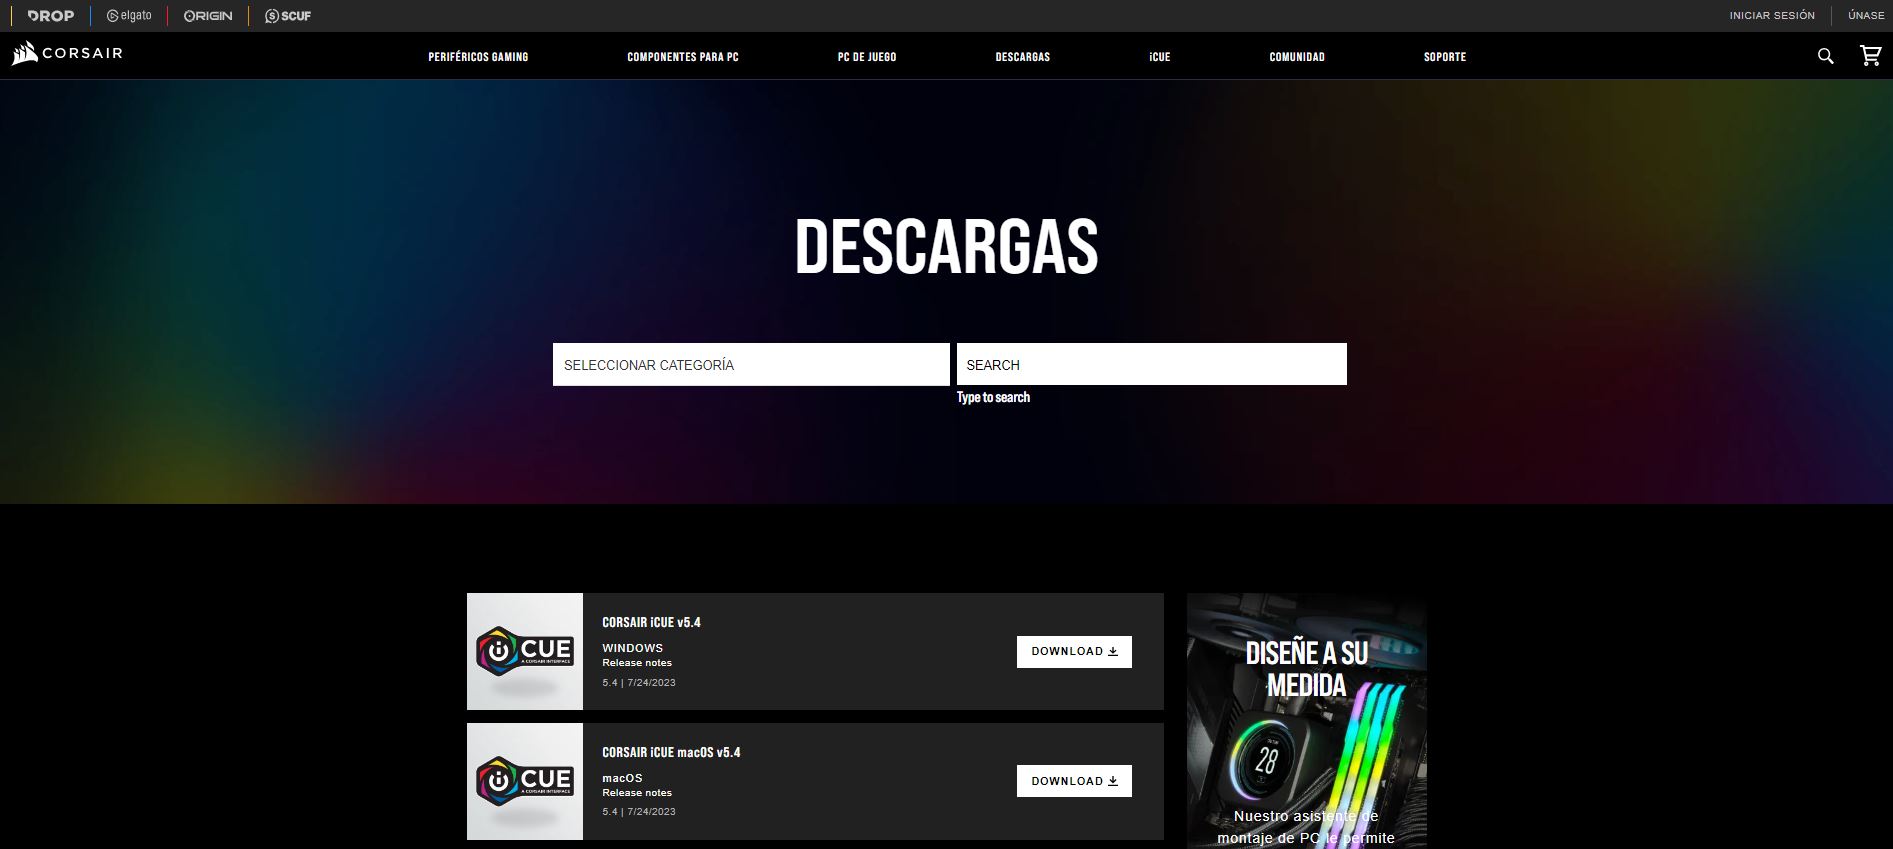 DROP
elgato
ORIGIN
SCUF
INICIAR SESIÓN
ÚNASE
CORSAIR
PERIFÉRICOS GAMING
COMPONENTES PARA PC
PC DE JUEGO
DESCARGAS
iCUE
COMUNIDAD
SOPORTE
DESCARGAS
SELECCIONAR CATEGORÍA
SEARCH
Type to search
iCUE
A CORSAIR INTERFACE
CORSAIR iCUE v5.4
WINDOWS
Release notes
5.4 | 7/24/2023
DOWNLOAD
iCUE
A CORSAIR INTERFACE
CORSAIR iCUE macOS v5.4
macOS
Release notes
5.4 | 7/24/2023
DOWNLOAD
DISEÑE A SU
MEDIDA
28
Nuestro asistente de
montaje de PC le permite